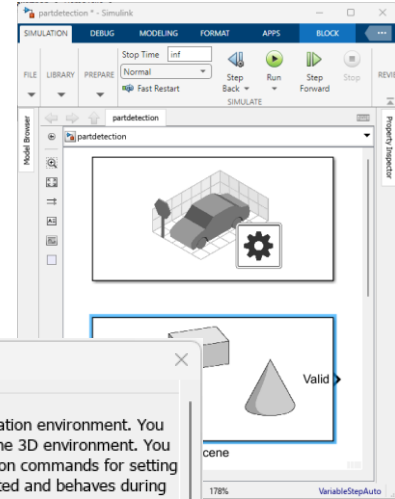 partdetection * - Simulink
SIMULATION DEBUG MODELING FORMAT APPS BLOCK
Stop Time inf
Normal
Fast Restart
FILE LIBRARY PREPARE
Step Back
Run
Step Forward
Stop
SIMULATE
Model Browser
Property Inspector
partdetection
partdetection
Valid
ation environment. You
ne 3D environment. You
on commands for setting
ted and behaves during
cene
178% VariableStepAuto